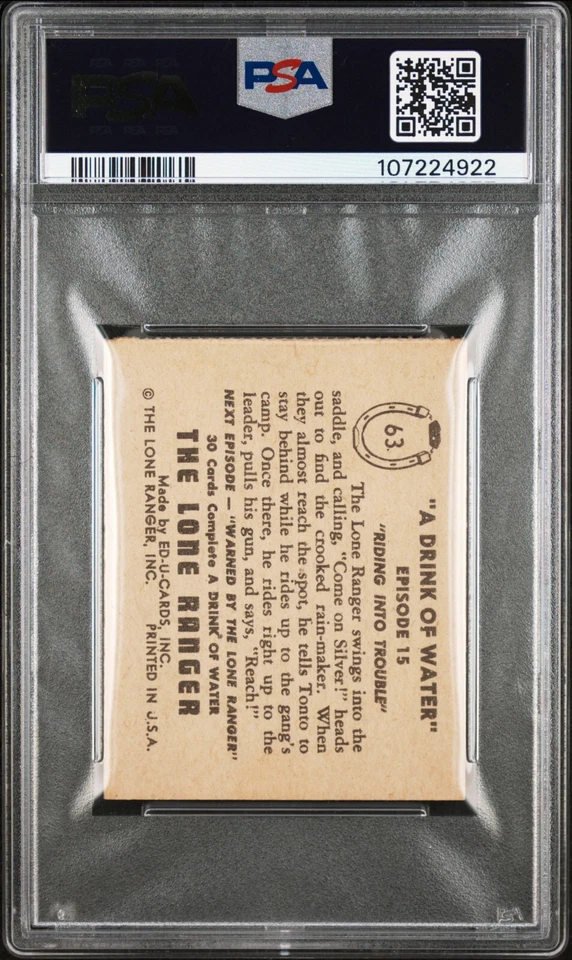 PSA
PSA
107224922
63
"A DRINK OF WATER"
EPISODE 15
"RIDING INTO TROUBLE"
The Lone Ranger swings into the
saddle, and calling, "Come on Silver!" heads
out to find the crooked rain-maker. When
they almost reach the spot, he tells Tonto to
stay behind while he rides up to the gang's
camp. Once there, he rides right up to the
leader, pulls his gun, and says, "Reach!"
NEXT EPISODE — "WARNED BY THE LONE RANGER"
30 Cards Complete A DRINK OF WATER
THE LONE RANGER
Made by ED-U-CARDS, INC.
© THE LONE RANGER, INC. PRINTED IN U.S.A.